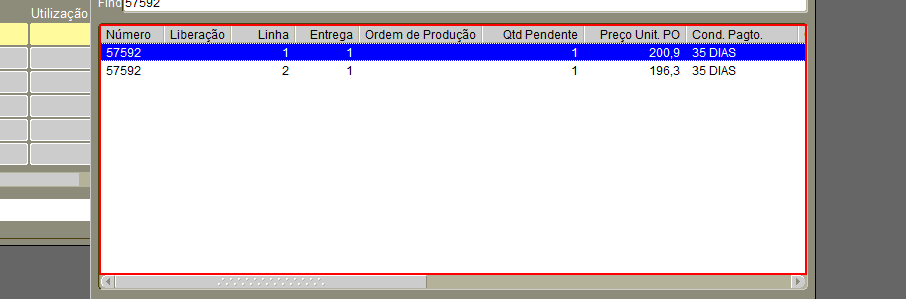 Find 57592
Utilização
Número Liberação Linha Entrega Ordem de Produção Qtd Pendente Preço Unit. PO Cond. Pagto.
57592 1 1 1 200,9 35 DIAS
57592 2 1 1 196,3 35 DIAS